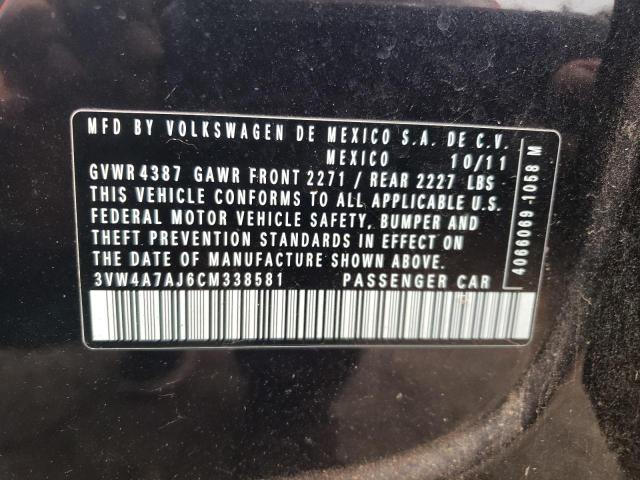 MFD BY VOLKSWAGEN DE MEXICO S.A. DE C.V.
MEXICO 10/11
GVWR 4387 GAWR FRONT 2271 / REAR 2227 LBS
THIS VEHICLE CONFORMS TO ALL APPLICABLE U.S.
FEDERAL MOTOR VEHICLE SAFETY, BUMPER AND
THEFT PREVENTION STANDARDS IN EFFECT ON
THE DATE OF MANUFACTURE SHOWN ABOVE.
3VW4A7AJ6CM338581 PASSENGER CAR
4066069-1068 M